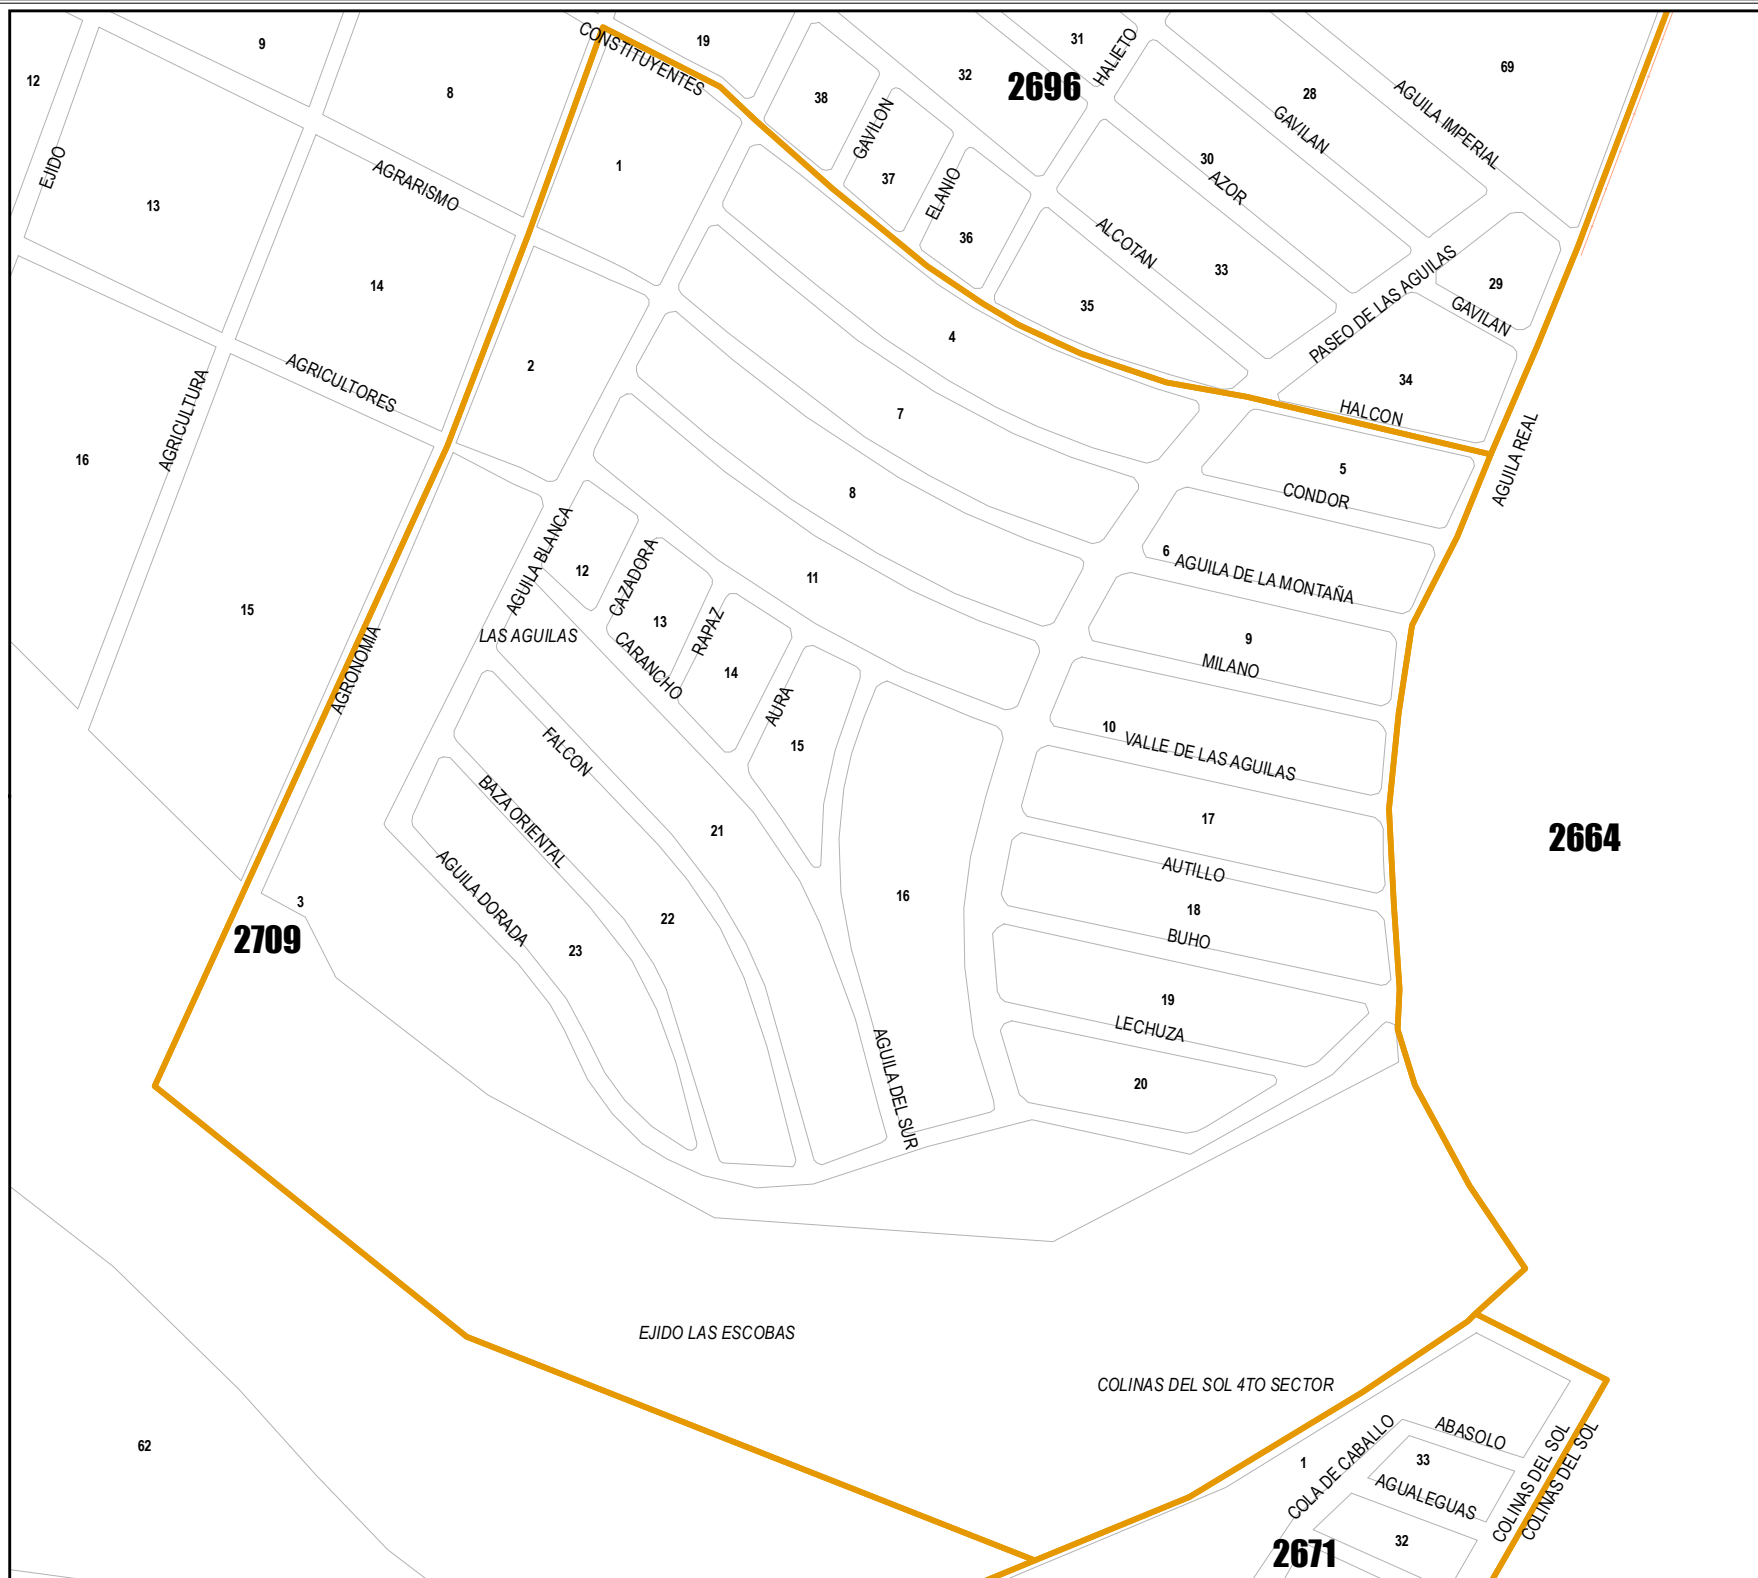 CONSTITUYENTES
19
31
HALIETO
69
9
12
8
38
32
2696
28
AGUILA IMPERIAL
GAVILAN
GAVILON
30
AZOR
EJIDO
13
AGRARISMO
1
37
ELANIO
36
ALCOTAN
33
PASEO DE LAS AGUILAS
29
GAVILAN
14
35
4
2
34
HALCON
AGRICULTORES
AGRICULTURA
7
16
AGUILA REAL
5
CONDOR
8
AGUILA BLANCA
12
CAZADORA
11
6
AGUILA DE LA MONTAÑA
15
13
RAPAZ
LAS AGUILAS
CARANCHO
14
9
MILANO
AGRONOMIA
AURA
15
10
VALLE DE LAS AGUILAS
FALCON
BAZA ORIENTAL
21
17
2664
AGUILA DORADA
AUTILLO
16
3
22
18
2709
23
BUHO
19
LECHUZA
AGUILA DEL SUR
20
EJIDO LAS ESCOBAS
COLINAS DEL SOL 4TO SECTOR
62
COLA DE CABALLO
ABASOLO
1
33
AGUALEGUAS
COLINAS DEL SOL
COLINAS DEL SOL
32
2671